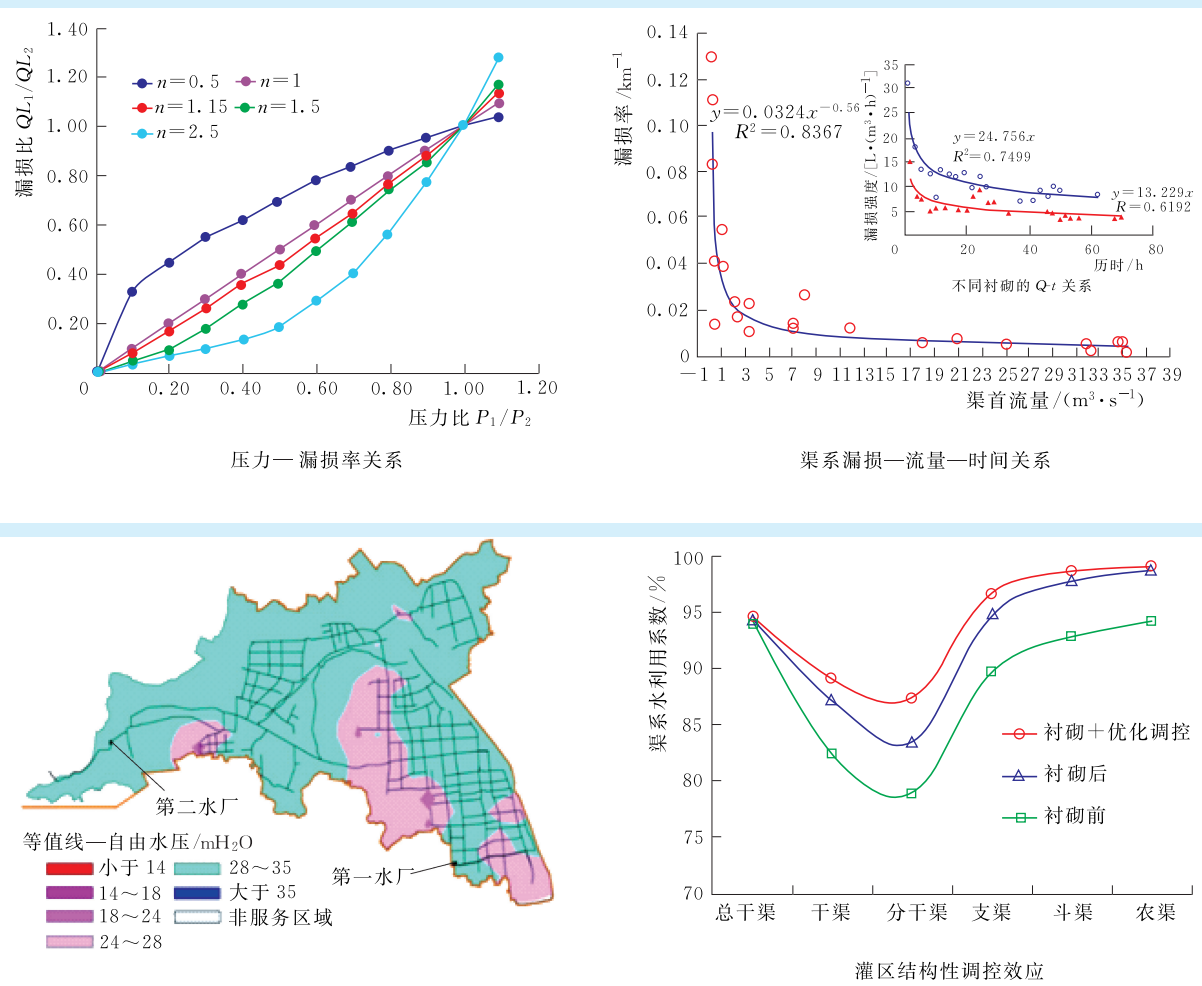 1.40
1.20
1.00
0.80
0.60
0.40
0.20
0
0.20
0.40
0.60
0.80
1.00
1.20
漏损比 QL₁/QL₂
n=0.5
n=1
n=1.15
n=1.5
n=2.5
压力比 P₁/P₂
压力— 漏损率关系
0.14
0.12
0.1
0.08
0.06
0.04
0.02
0
漏损率/km⁻¹
y=0.0324x⁻⁰·⁵⁶
R²=0.8367
—1 1 3 5 7 9 11 13 15 17 19 21 23 25 27 29 31 33 35 37 39
渠首流量/(m³·s⁻¹)
35
30
25
20
15
10
5
0 20 40 60 80
漏损强度/[L·(m³·h)⁻¹]
y=24.756x
R²=0.7499
y=13.229x
R=0.6192
历时/h
不同衬砌的 Q-t 关系
渠系漏损—流量—时间关系
第二水厂
第一水厂
等值线—自由水压/mH₂O
小于 14
28～35
14～18
大于 35
18～24
非服务区域
24～28
100
95
90
85
80
75
70
渠系水利用系数/%
衬砌＋优化调控
衬砌后
衬砌前
总干渠 干渠 分干渠 支渠 斗渠 农渠
灌区结构性调控效应